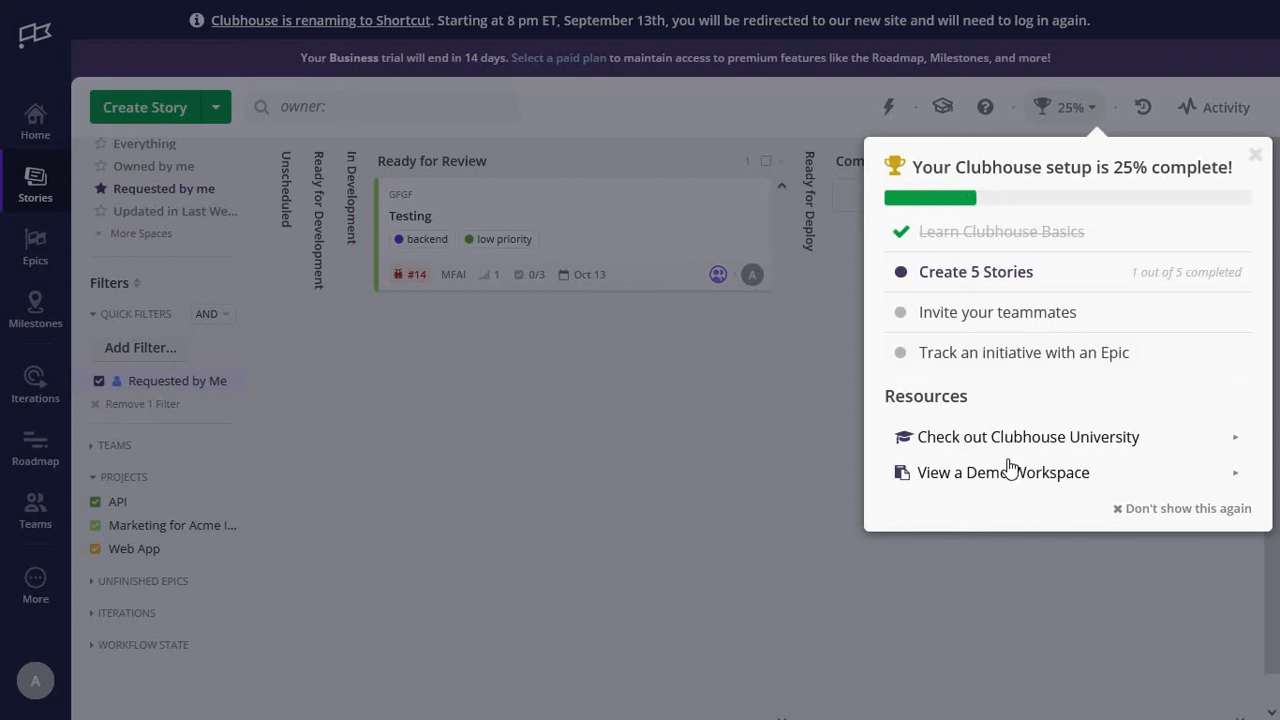 Clubhouse is renaming to Shortcut. Starting at 8 pm ET, September 13th, you will be redirected to our new site and will need to log in again.
Your Business trial will end in 14 days. Select a paid plan to maintain access to premium features like the Roadmap, Milestones, and more!
Create Story
owner:
25%
Activity
Home
Stories
Epics
Milestones
Iterations
Roadmap
Teams
More
A
Everything
Owned by me
Requested by me
Updated in Last We...
More Spaces
Filters
QUICK FILTERS
AND
Add Filter...
Requested by Me
Remove 1 Filter
TEAMS
PROJECTS
API
Marketing for Acme I...
Web App
UNFINISHED EPICS
ITERATIONS
WORKFLOW STATE
Unscheduled
Ready for Development
In Development
Ready for Review
1
GFGF
Testing
backend
low priority
#14
MFAI
1
0/3
Oct 13
A
Ready for Deploy
Com
Your Clubhouse setup is 25% complete!
Learn Clubhouse Basics
Create 5 Stories
1 out of 5 completed
Invite your teammates
Track an initiative with an Epic
Resources
Check out Clubhouse University
View a Demo Workspace
Don't show this again